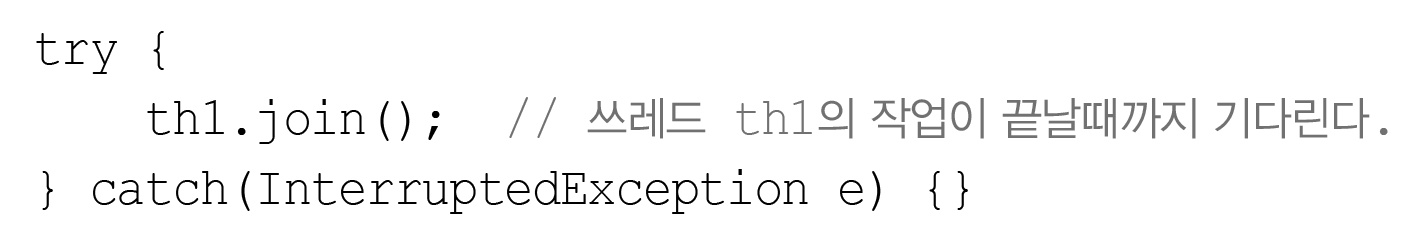 try {
    th1.join();  // 쓰레드 th1의 작업이 끝날때까지 기다린다.
} catch(InterruptedException e) {}